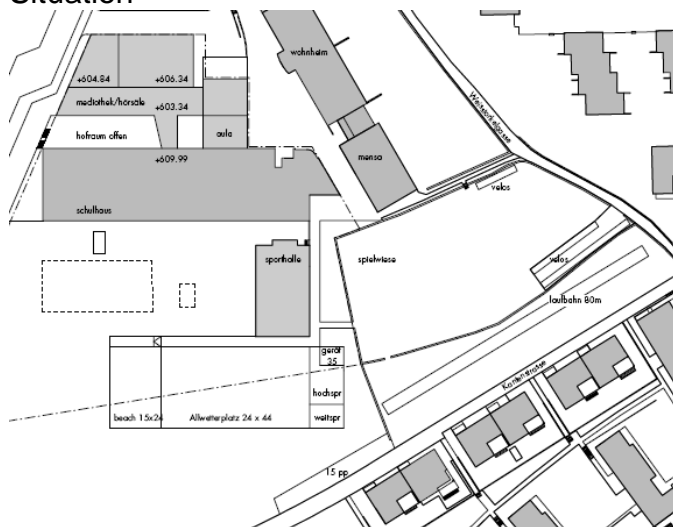 Situation
wohnheim
+604.84
+606.34
mediothek/hörsäle
+603.34
hofraum offen
aula
mensa
+609.99
schulhaus
velos
sporthalle
spielwiese
velos
laufbahn 80m
gerät
35
Kantonsstrasse
beach 15x24
Allwetterplatz 24 x 44
hochspr
weitspr
15 pp